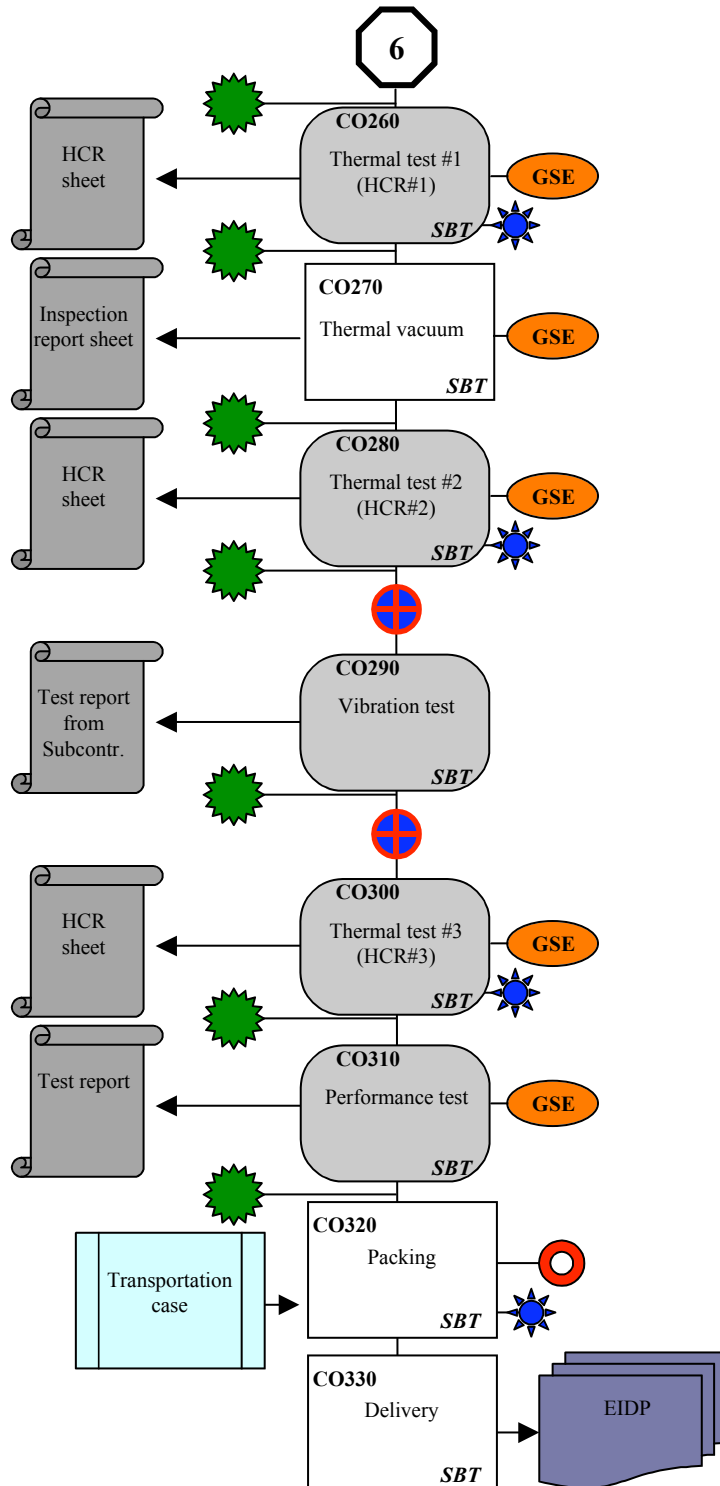 6
CO260
HCR
sheet
Thermal test #1
(HCR#1)
GSE
SBT
CO270
Inspection
report sheet
Thermal vacuum
GSE
SBT
CO280
HCR
sheet
Thermal test #2
(HCR#2)
GSE
SBT
CO290
Test report
from
Subcontr.
Vibration test
SBT
CO300
HCR
sheet
Thermal test #3
(HCR#3)
GSE
SBT
CO310
Test report
Performance test
GSE
SBT
CO320
Transportation
case
Packing
SBT
CO330
Delivery
EIDP
SBT